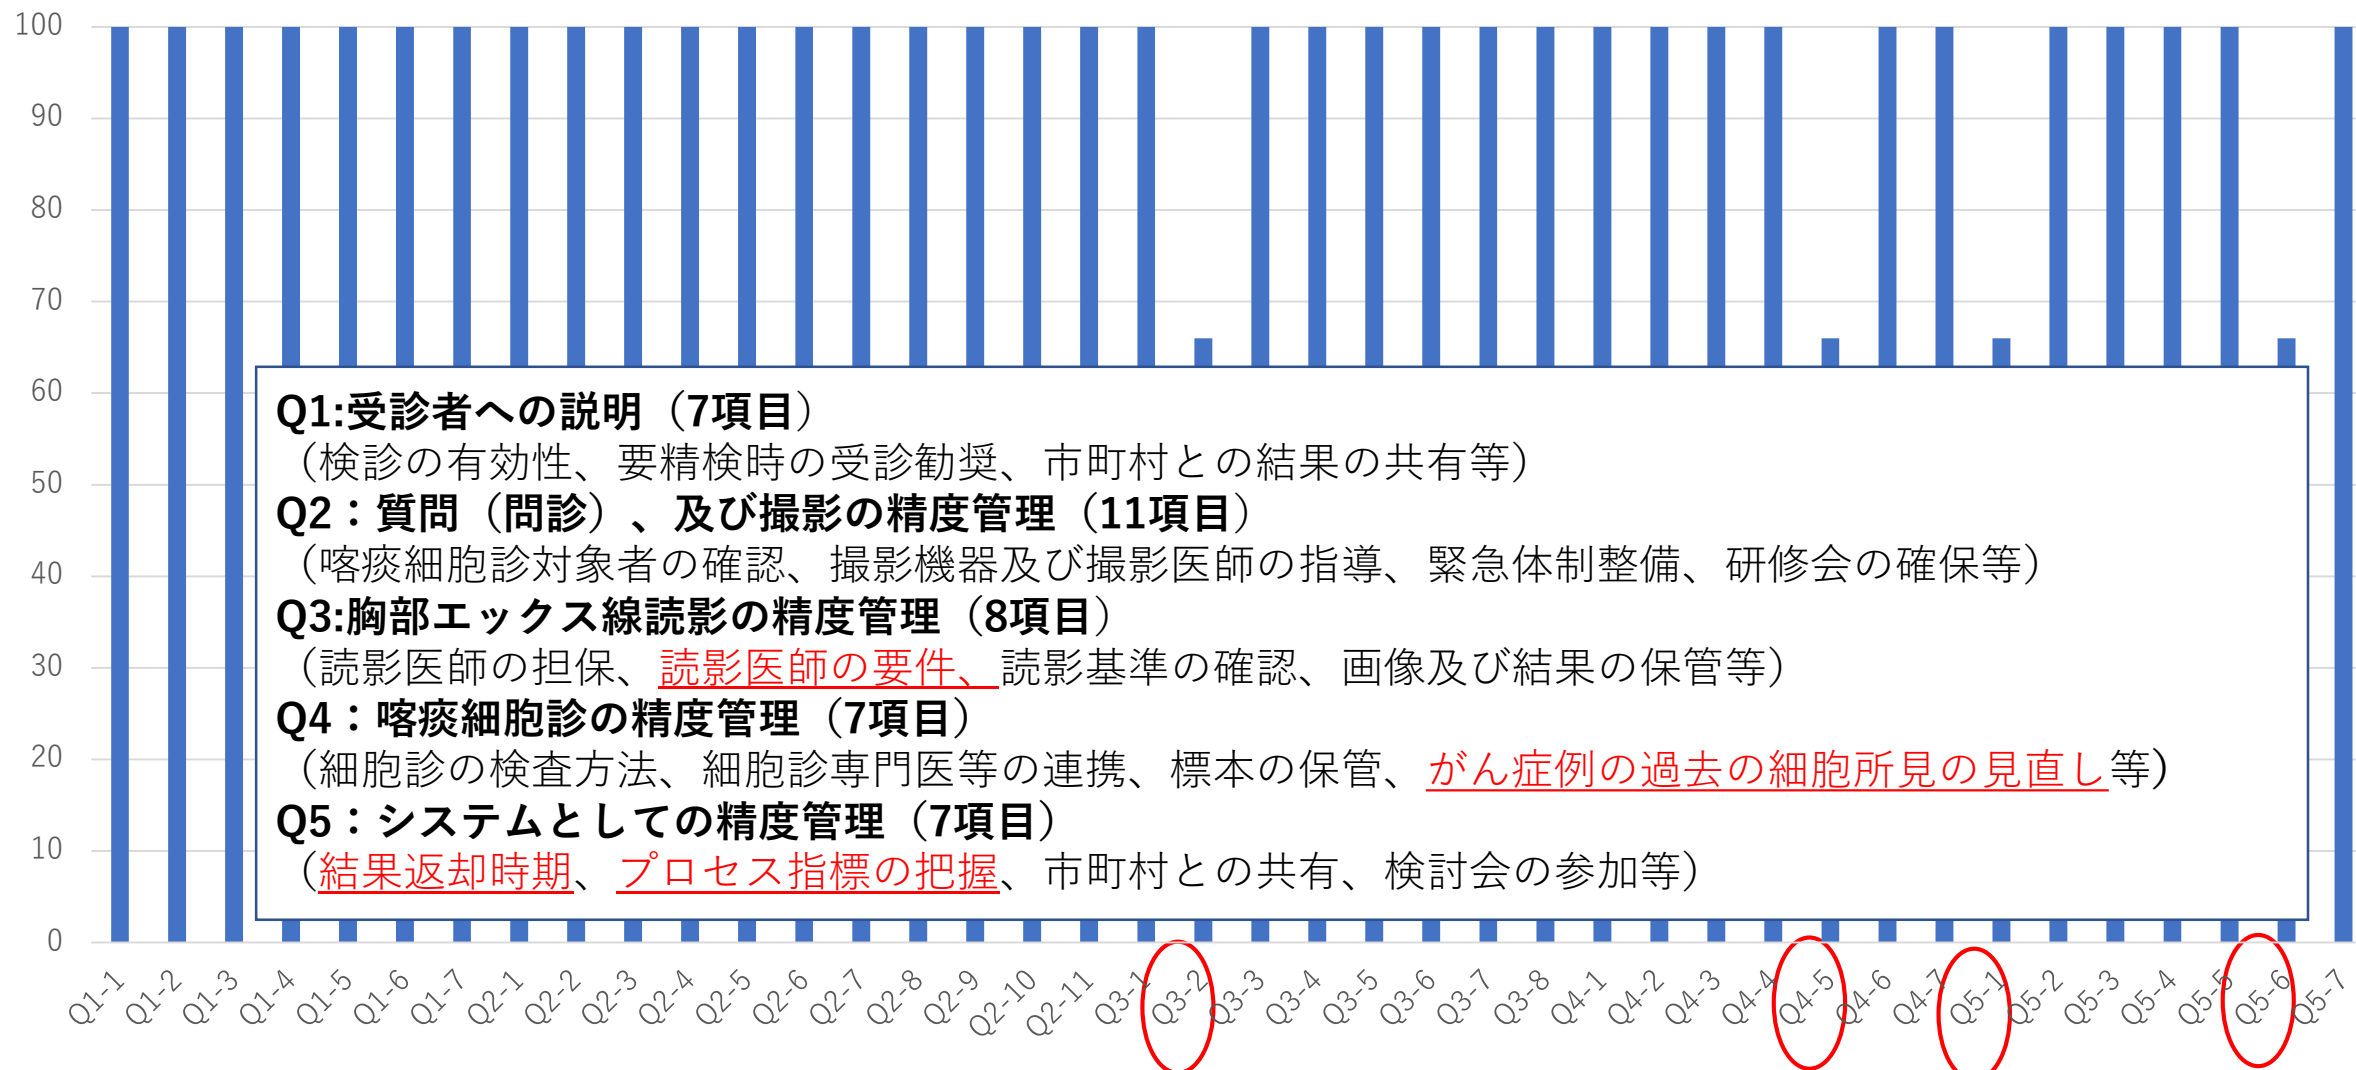 100
90
80
70
60
50
40
30
20
10
0
Q1:受診者への説明（7項目）
（検診の有効性、要精検時の受診勧奨、市町村との結果の共有等）
Q2：質問（問診）、及び撮影の精度管理（11項目）
（喀痰細胞診対象者の確認、撮影機器及び撮影医師の指導、緊急体制整備、研修会の確保等）
Q3:胸部エックス線読影の精度管理（8項目）
（読影医師の担保、読影医師の要件、読影基準の確認、画像及び結果の保管等）
Q4：喀痰細胞診の精度管理（7項目）
（細胞診の検査方法、細胞診専門医等の連携、標本の保管、がん症例の過去の細胞所見の見直し等）
Q5：システムとしての精度管理（7項目）
（結果返却時期、プロセス指標の把握、市町村との共有、検討会の参加等）
Q1-1
Q1-2
Q1-3
Q1-4
Q1-5
Q1-6
Q1-7
Q2-1
Q2-2
Q2-3
Q2-4
Q2-5
Q2-6
Q2-7
Q2-8
Q2-9
Q2-10
Q2-11
Q3-1
Q3-2
Q3-3
Q3-4
Q3-5
Q3-6
Q3-7
Q3-8
Q4-1
Q4-2
Q4-3
Q4-4
Q4-5
Q4-6
Q4-7
Q5-1
Q5-2
Q5-3
Q5-4
Q5-5
Q5-6
Q5-7